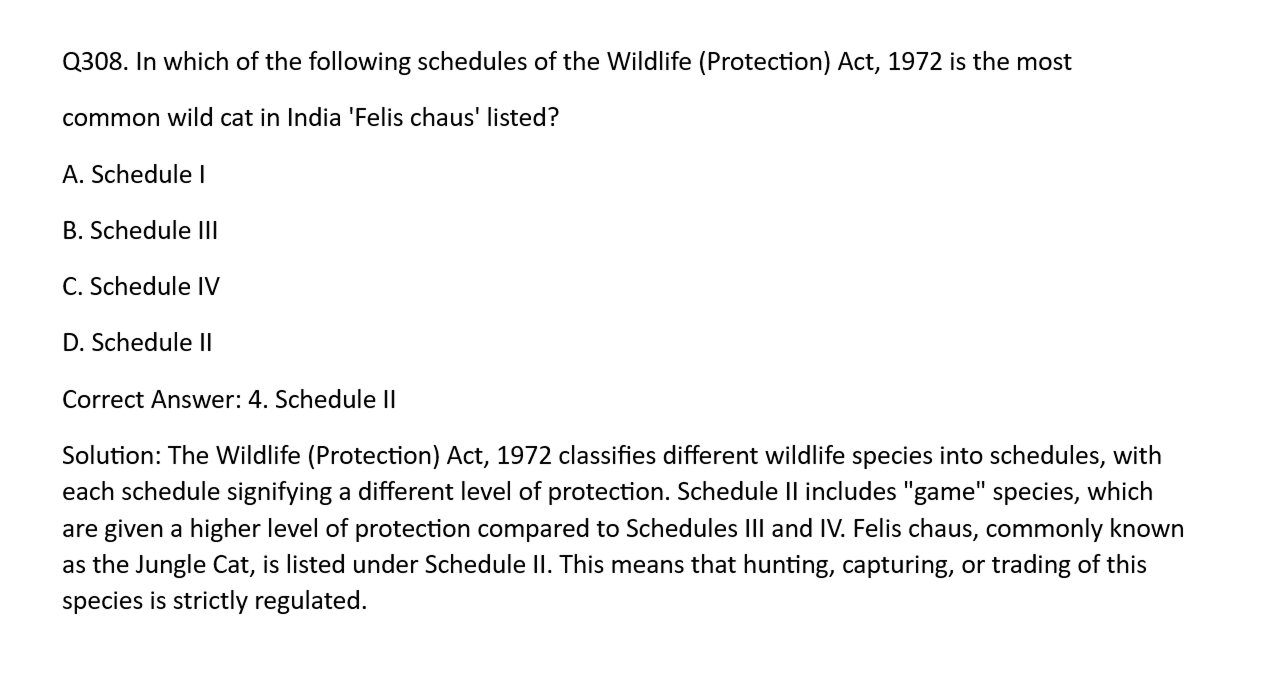 Q308. In which of the following schedules of the Wildlife (Protection) Act, 1972 is the most
common wild cat in India 'Felis chaus' listed?
A. Schedule I
B. Schedule III
C. Schedule IV
D. Schedule II
Correct Answer: 4. Schedule II
Solution: The Wildlife (Protection) Act, 1972 classifies different wildlife species into schedules, with
each schedule signifying a different level of protection. Schedule II includes "game" species, which
are given a higher level of protection compared to Schedules III and IV. Felis chaus, commonly known
as the Jungle Cat, is listed under Schedule II. This means that hunting, capturing, or trading of this
species is strictly regulated.